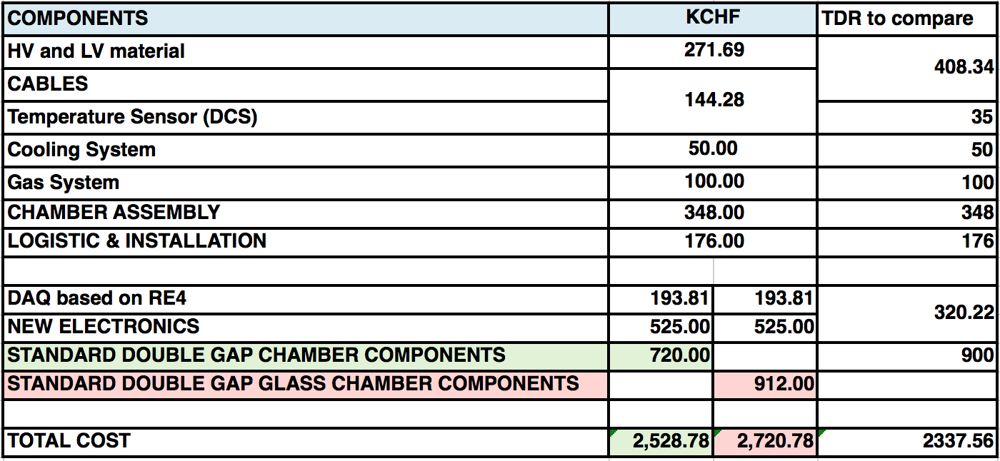 COMPONENTS KCHF TDR to compare
HV and LV material 271.69 408.34
CABLES 144.28
Temperature Sensor (DCS) 35
Cooling System 50.00 50
Gas System 100.00 100
CHAMBER ASSEMBLY 348.00 348
LOGISTIC & INSTALLATION 176.00 176
DAQ based on RE4 193.81 193.81 320.22
NEW ELECTRONICS 525.00 525.00
STANDARD DOUBLE GAP CHAMBER COMPONENTS 720.00 900
STANDARD DOUBLE GAP GLASS CHAMBER COMPONENTS 912.00
TOTAL COST 2,528.78 2,720.78 2337.56